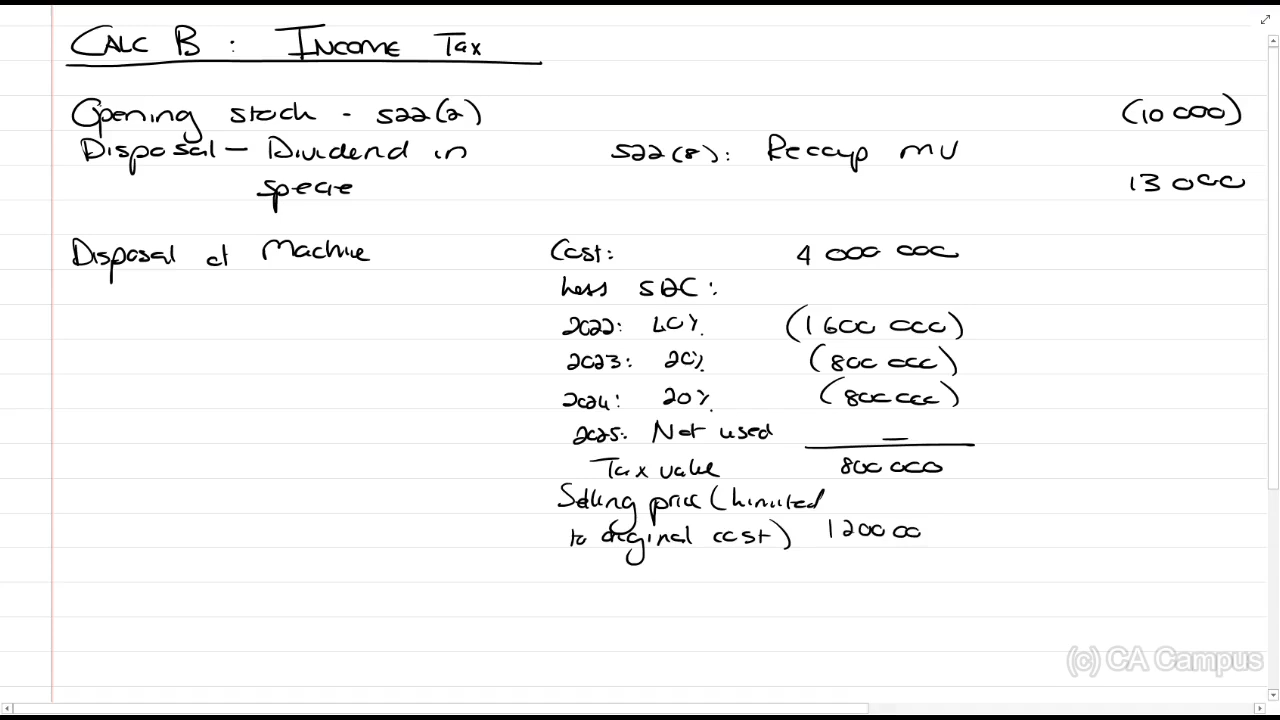 CALC B : INCOME Tax
Opening stock - S22(2) (10 000)
Disposal – Dividend in S22(8): Recoup MV
specie 13 000
Disposal of Machine Cost: 4 000 000
Less S12C:
2022: 40% (1 600 000)
2023: 20% (800 000)
2024: 20% (800 000)
2025: Not used –
Tax value 800 000
Selling price (Limited
to original cost) 120000
(c) CA Campus